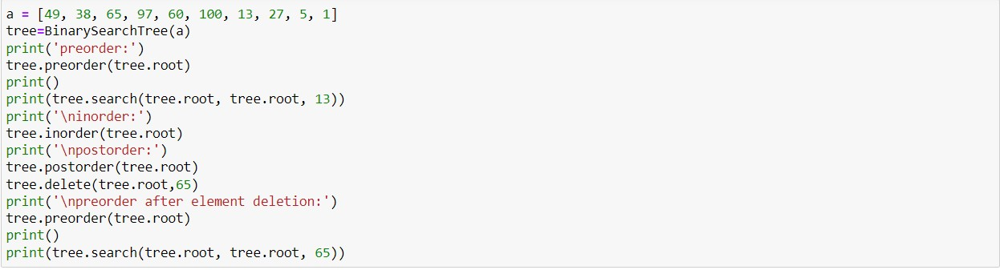 a = [49, 38, 65, 97, 60, 100, 13, 27, 5, 1]
tree=BinarySearchTree(a)
print('preorder:')
tree.preorder(tree.root)
print()
print(tree.search(tree.root, tree.root, 13))
print('\ninorder:')
tree.inorder(tree.root)
print('\npostorder:')
tree.postorder(tree.root)
tree.delete(tree.root,65)
print('\npreorder after element deletion:')
tree.preorder(tree.root)
print()
print(tree.search(tree.root, tree.root, 65))